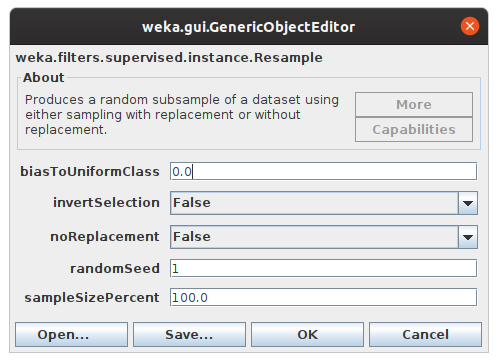 weka.gui.GenericObjectEditor
weka.filters.supervised.instance.Resample
About
Produces a random subsample of a dataset using
either sampling with replacement or without
replacement.
More
Capabilities
biasToUniformClass 0.0
invertSelection False
noReplacement False
randomSeed 1
sampleSizePercent 100.0
Open... Save... OK Cancel